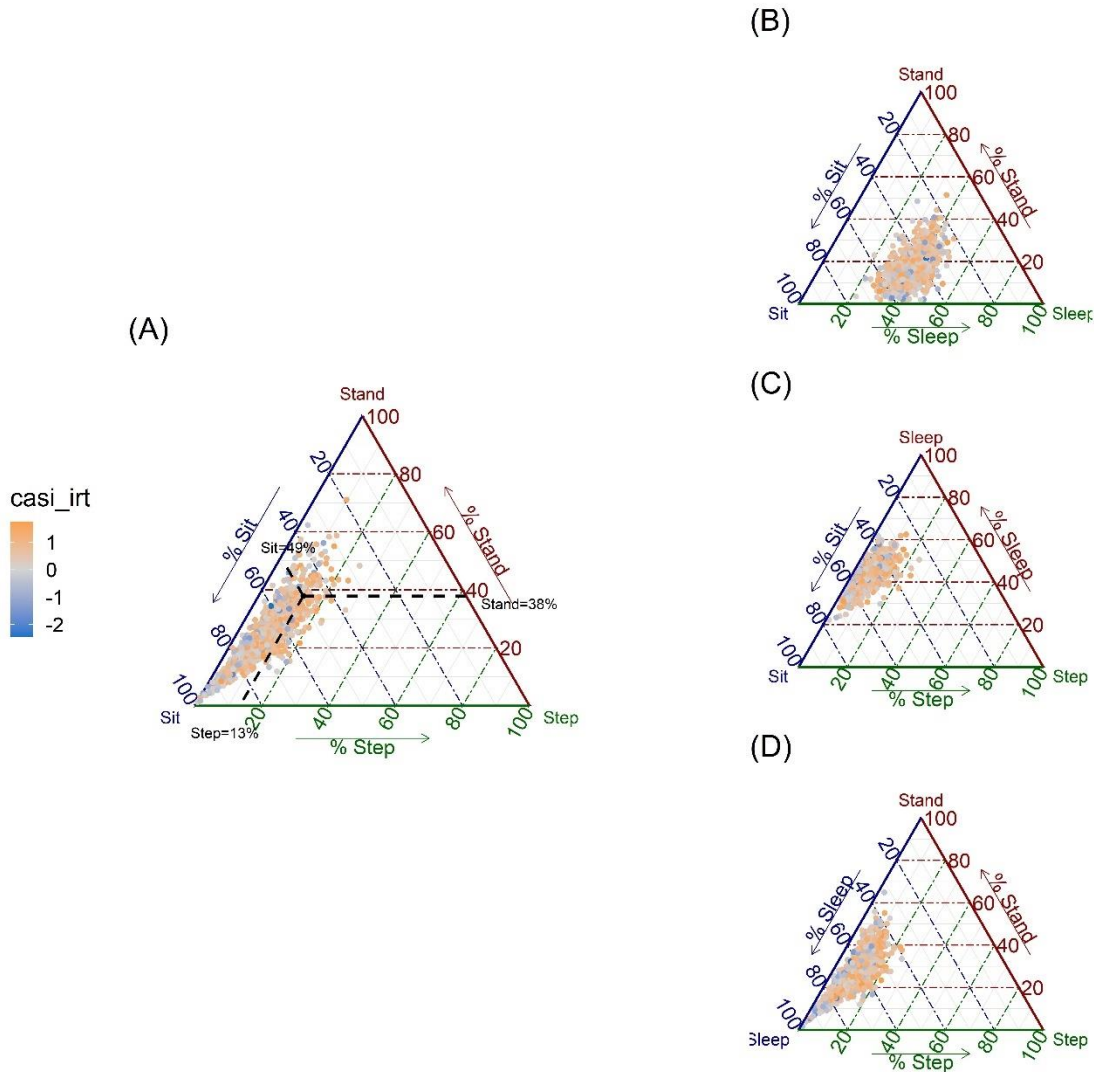 (B)
Stand
100
20
80
% Sit
% Stand
40
60
60
40
80
20
100
Sit
20
40
60
80
100
Sleep
% Sleep
(A)
Stand
100
20
80
% Sit
% Stand
40
60
Sit=49%
60
40
Stand=38%
80
20
100
Sit
20
40
60
80
100
Step
Step=13%
% Step
casi_irt
1
0
-1
-2
(C)
Sleep
100
20
80
% Sit
% Sleep
40
60
60
40
80
20
100
Sit
20
40
60
80
100
Step
% Step
(D)
Stand
100
20
80
% Sleep
% Stand
40
60
60
40
80
20
100
Sleep
20
40
60
80
100
Step
% Step